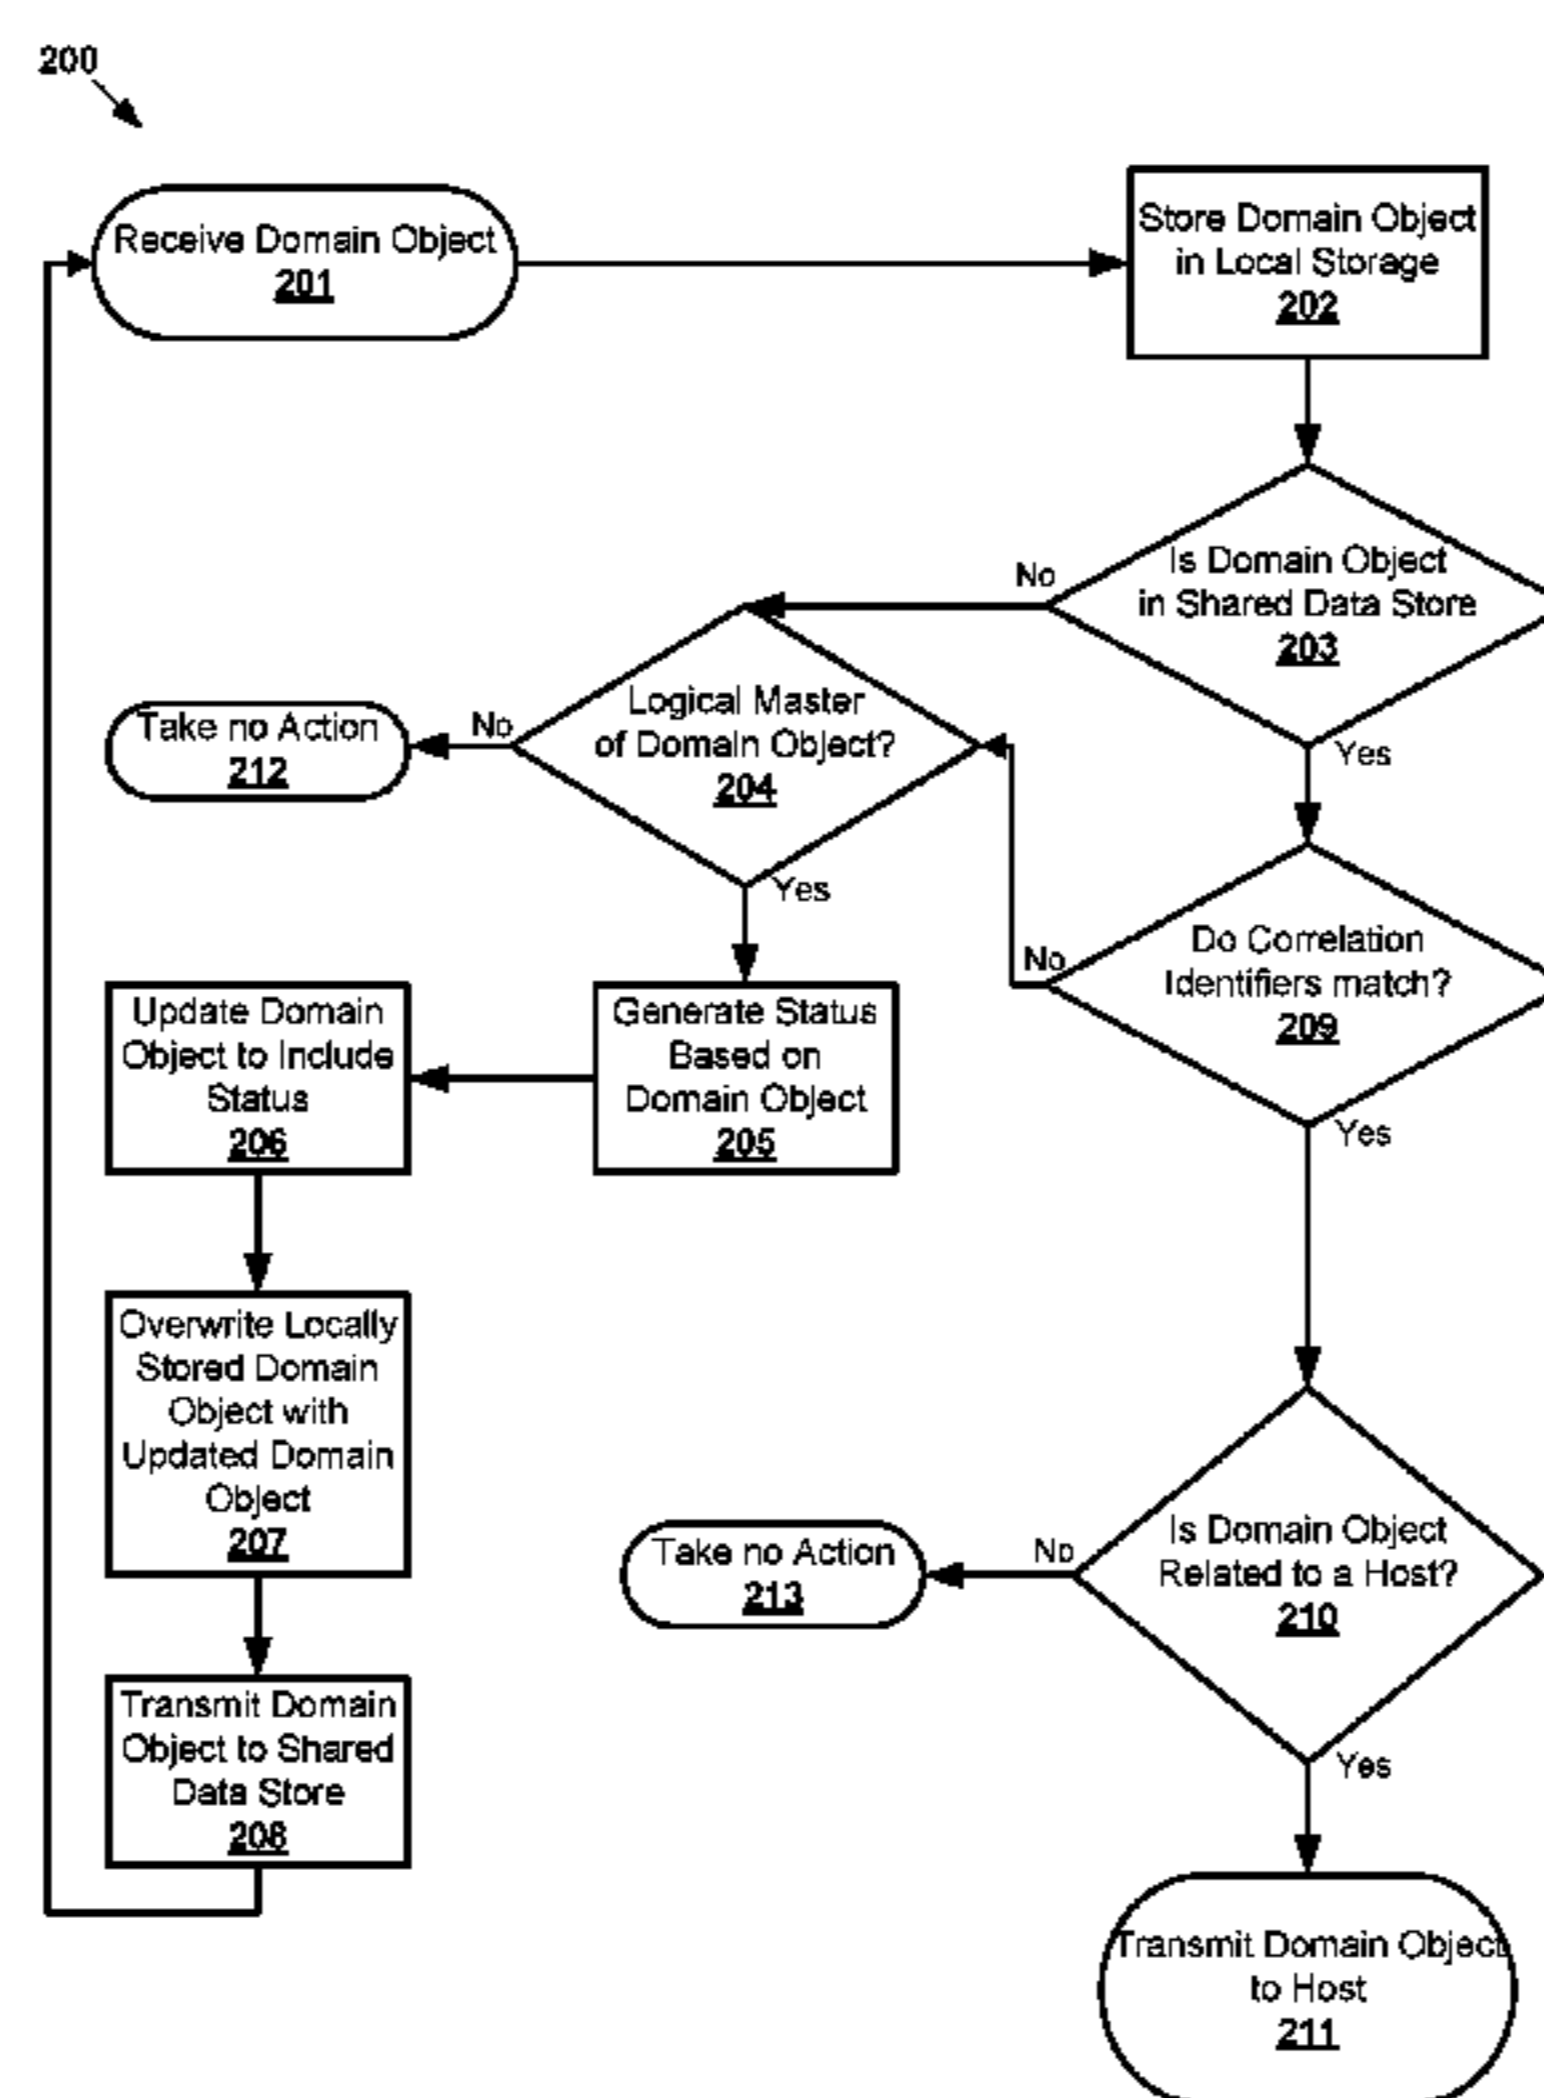 200
Receive Domain Object
201
Store Domain Object
in Local Storage
202
Is Domain Object
in Shared Data Store
203
No
Yes
Logical Master
of Domain Object?
204
No
Yes
Take no Action
212
Do Correlation
Identifiers match?
209
No
Yes
Generate Status
Based on
Domain Object
205
Update Domain
Object to Include
Status
206
Overwrite Locally
Stored Domain
Object with
Updated Domain
Object
207
Transmit Domain
Object to Shared
Data Store
208
Is Domain Object
Related to a Host?
210
No
Yes
Take no Action
213
Transmit Domain Object
to Host
211